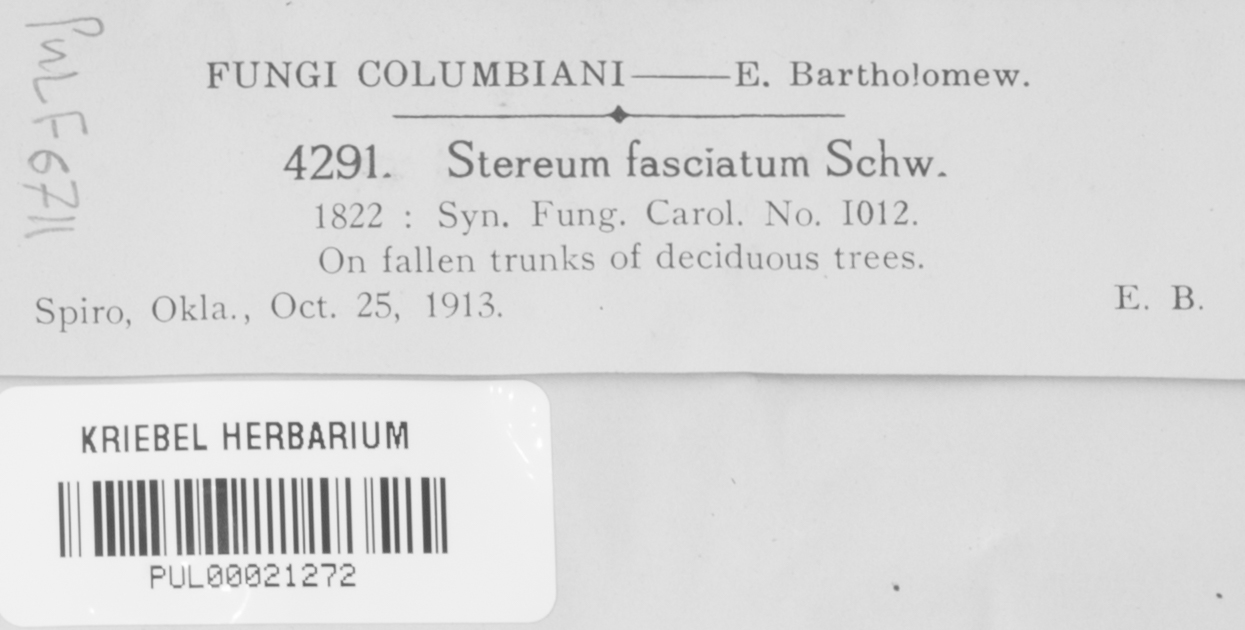 PUL F6711
FUNGI COLUMBIANI——E. Bartholomew.
4291. Stereum fasciatum Schw.
1822 : Syn. Fung. Carol. No. I012.
On fallen trunks of deciduous trees.
Spiro, Okla., Oct. 25, 1913. E. B.
KRIEBEL HERBARIUM
PUL00021272